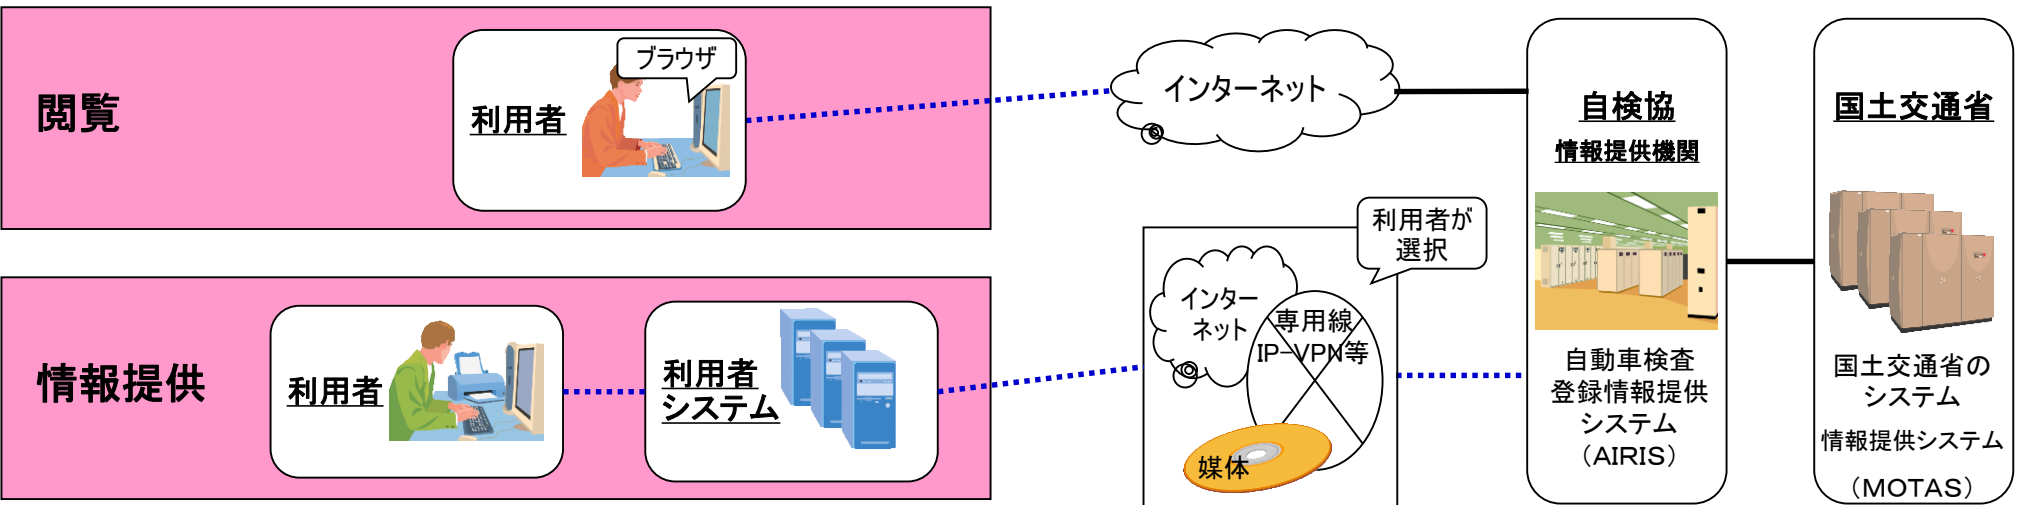 閲覧
利用者
ブラウザ
インターネット
自検協
情報提供機関
国土交通省
利用者が
選択
情報提供
利用者
利用者
システム
インター
ネット
専用線
IP-VPN等
媒体
自動車検査
登録情報提供
システム
（AIRIS）
国土交通省の
システム
情報提供システム
（MOTAS）